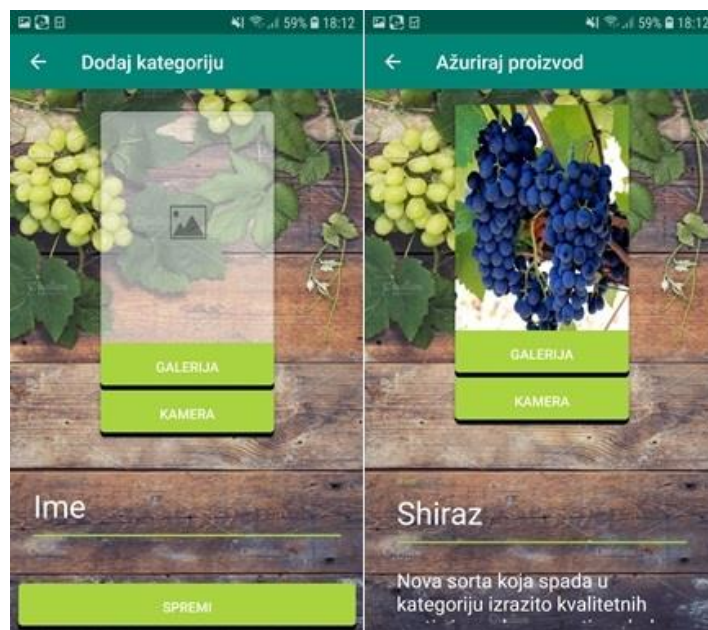 59% 18:12
Dodaj kategoriju
GALERIJA
KAMERA
Ime
SPREMI
59% 18:12
Ažuriraj proizvod
GALERIJA
KAMERA
Shiraz
Nova sorta koja spada u
kategoriju izrazito kvalitetnih